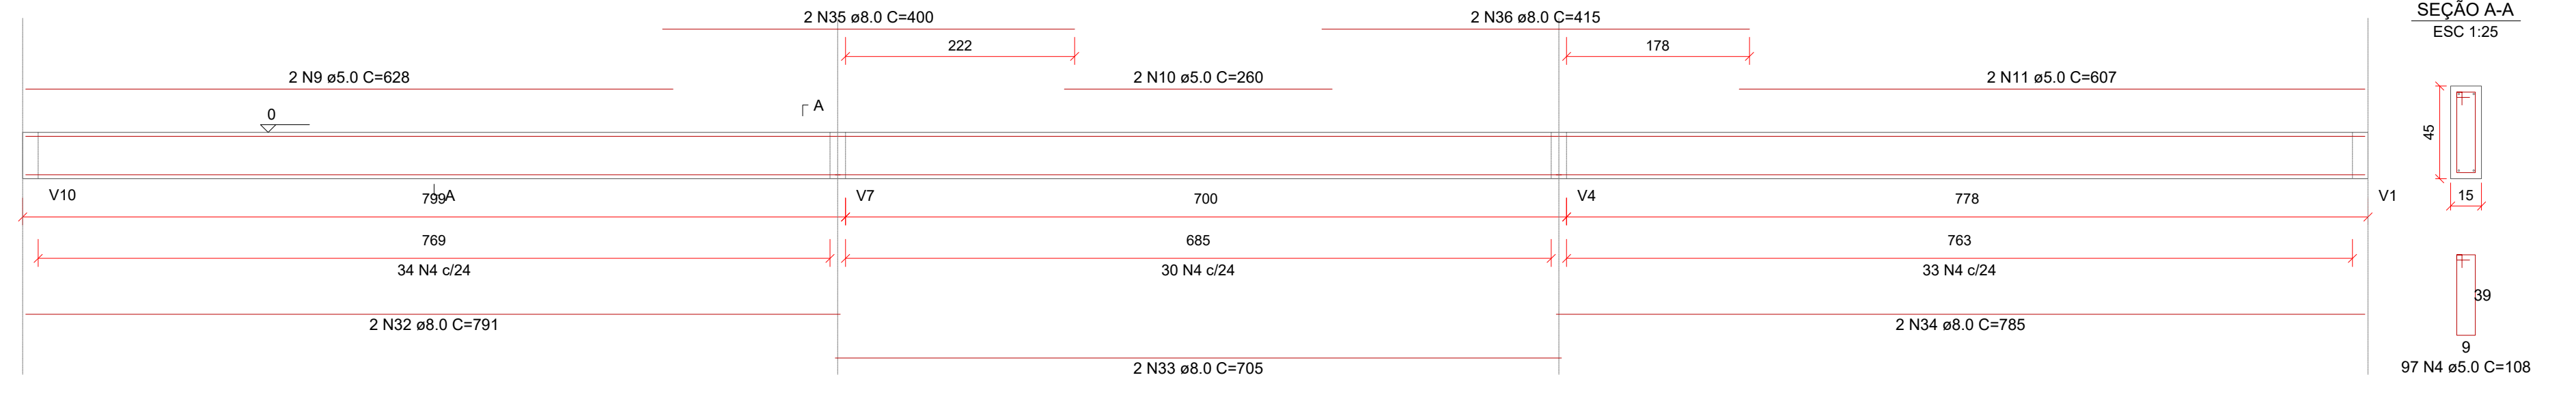 2 N35 ø8.0 C=400
2 N36 ø8.0 C=415
SEÇÃO A-A
ESC 1:25
222
178
2 N9 ø5.0 C=628
2 N10 ø5.0 C=260
2 N11 ø5.0 C=607
A
0
45
V10
A
799
V7
700
V4
778
V1
15
769
685
763
34 N4 c/24
30 N4 c/24
33 N4 c/24
39
2 N32 ø8.0 C=791
2 N34 ø8.0 C=785
9
2 N33 ø8.0 C=705
97 N4 ø5.0 C=108